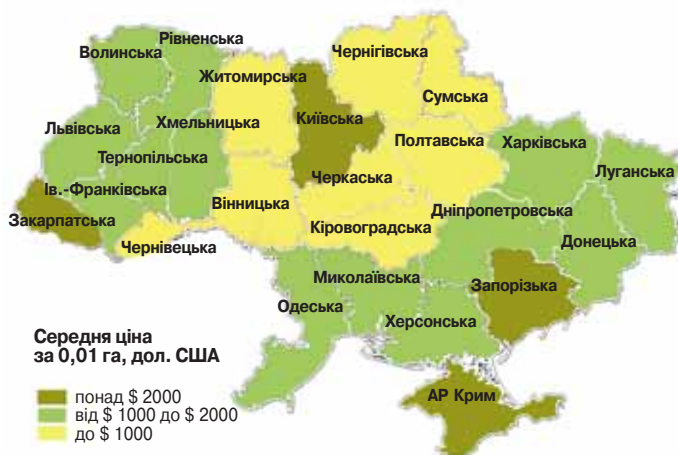 Волинська
Рівненська
Житомирська
Чернігівська
Сумська
Київська
Львівська
Хмельницька
Тернопільська
Ів.-Франківська
Закарпатська
Чернівецька
Вінницька
Черкаська
Кіровоградська
Полтавська
Харківська
Луганська
Дніпропетровська
Донецька
Запорізька
Миколаївська
Одеська
Херсонська
АР Крим
Середня ціна
за 0,01 га, дол. США
понад $ 2000
від $ 1000 до $ 2000
до $ 1000